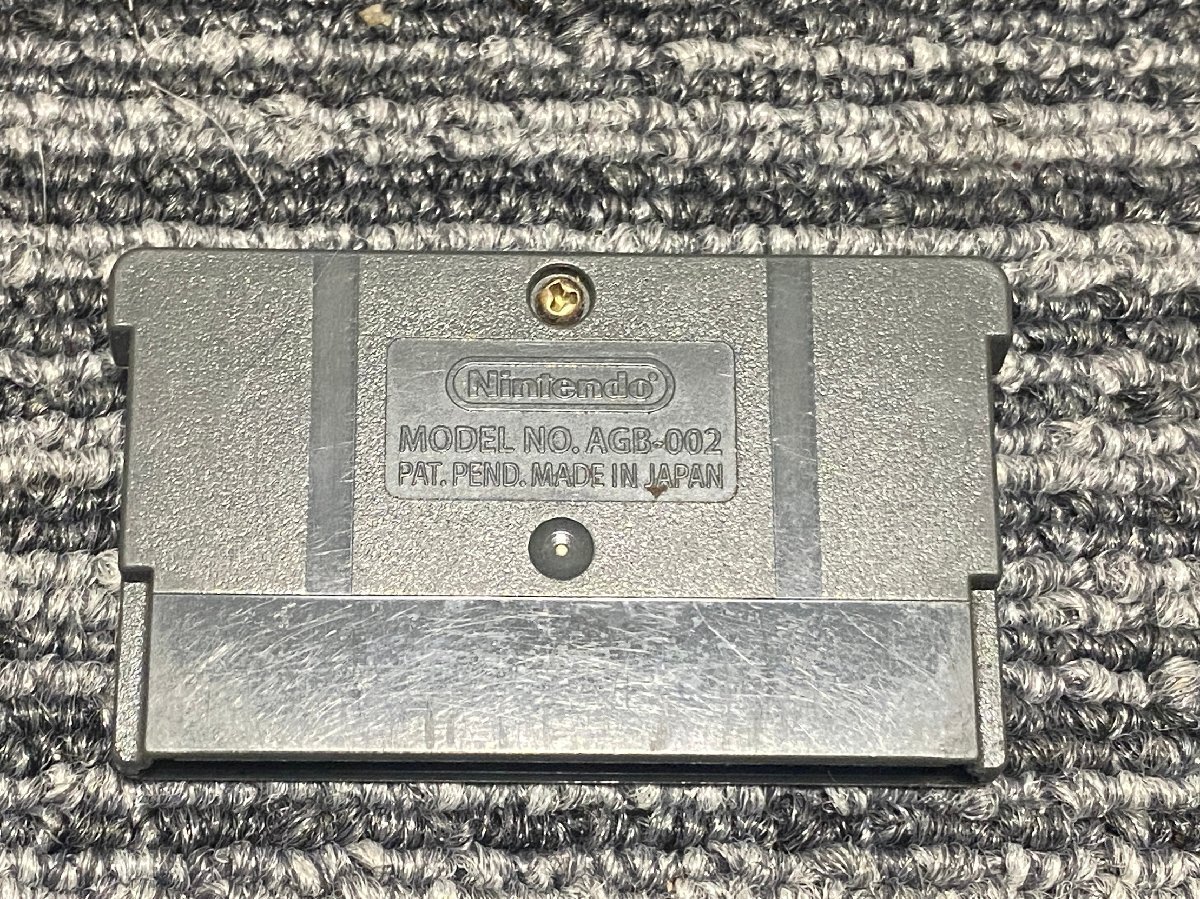 Nintendo®
MODEL NO. AGB-002
PAT. PEND. MADE IN JAPAN